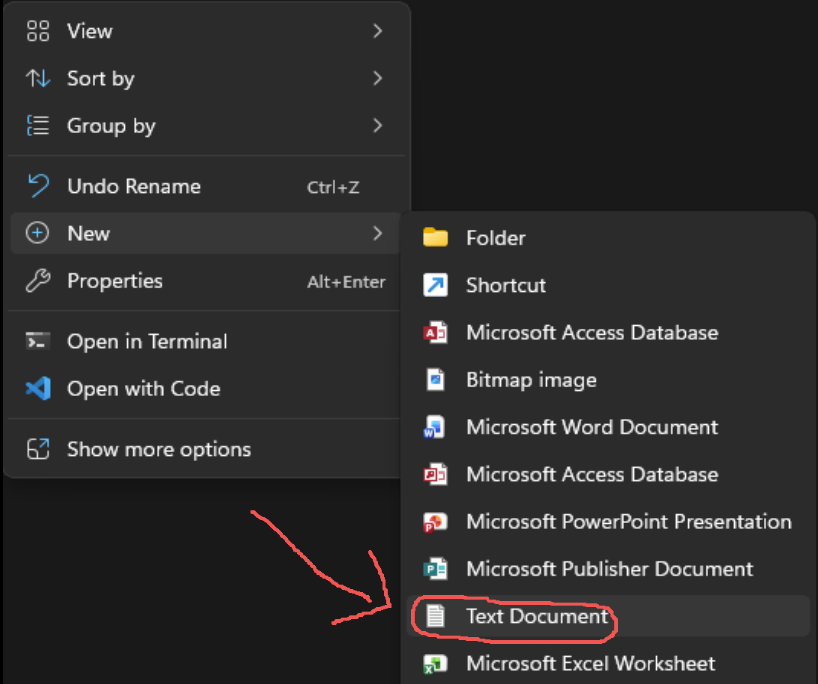 View
Sort by
Group by
Undo Rename Ctrl+Z
New
Properties Alt+Enter
Open in Terminal
Open with Code
Show more options
Folder
Shortcut
Microsoft Access Database
Bitmap image
Microsoft Word Document
Microsoft Access Database
Microsoft PowerPoint Presentation
Microsoft Publisher Document
Text Document
Microsoft Excel Worksheet